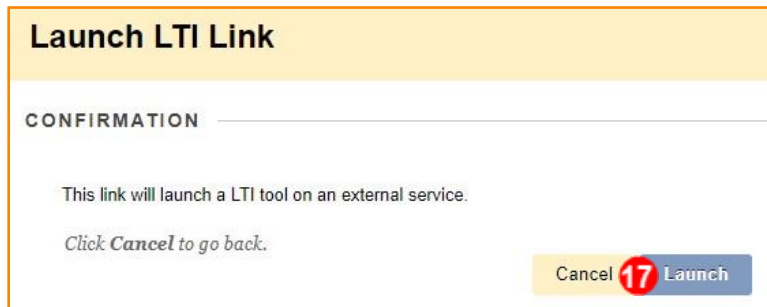 Launch LTI Link
CONFIRMATION
This link will launch a LTI tool on an external service.
Click Cancel to go back.
Cancel 17 Launch